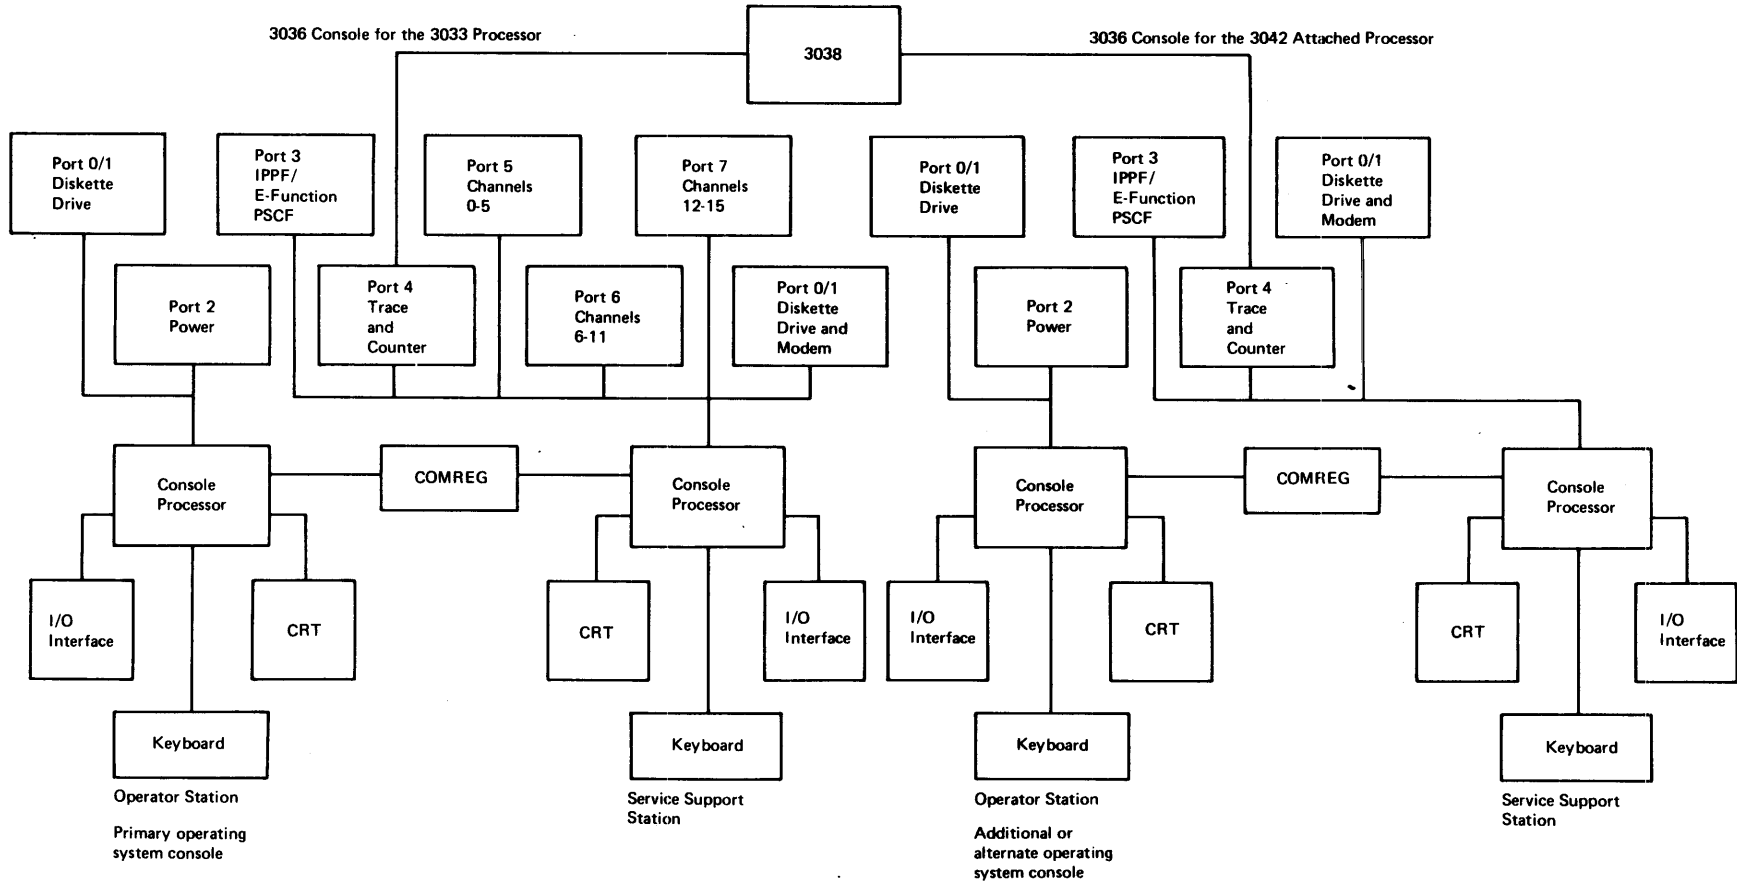 3036 Console for the 3033 Processor
3038
3036 Console for the 3042 Attached Processor
Port 0/1
Diskette
Drive
Port 3
IPPF/
E-Function
PSCF
Port 5
Channels
0-5
Port 7
Channels
12-15
Port 0/1
Diskette
Drive
Port 3
IPPF/
E-Function
PSCF
Port 0/1
Diskette
Drive and
Modem
Port 2
Power
Port 4
Trace
and
Counter
Port 6
Channels
6-11
Port 0/1
Diskette
Drive and
Modem
Port 2
Power
Port 4
Trace
and
Counter
Console
Processor
COMREG
Console
Processor
Console
Processor
COMREG
Console
Processor
I/O
Interface
CRT
CRT
I/O
Interface
I/O
Interface
CRT
CRT
I/O
Interface
Keyboard
Keyboard
Keyboard
Keyboard
Operator Station
Primary operating
system console
Service Support
Station
Operator Station
Additional or
alternate operating
system console
Service Support
Station